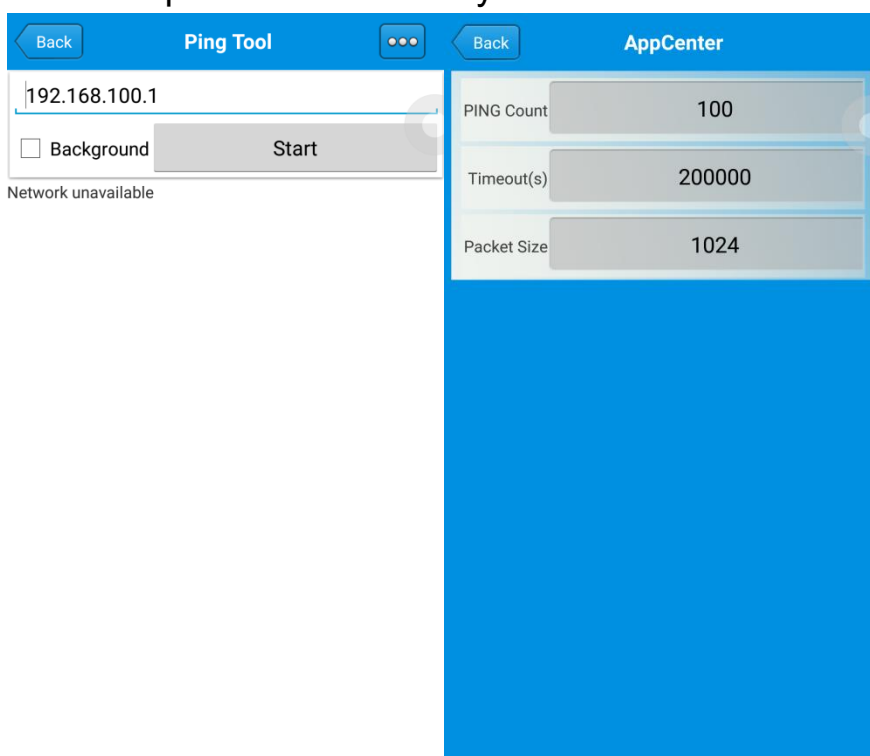 Back
Ping Tool
192.168.100.1
Background
Start
Network unavailable
Back
AppCenter
PING Count
100
Timeout(s)
200000
Packet Size
1024